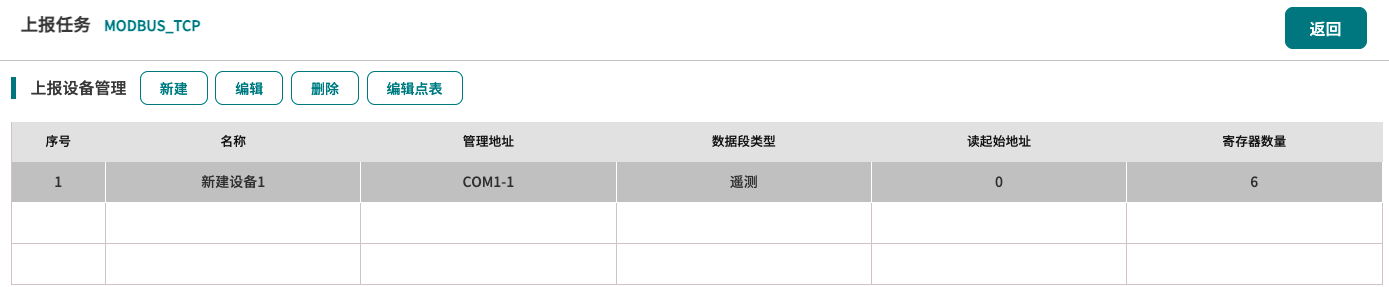 上报任务 MODBUS_TCP 返回
上报设备管理 新建 编辑 删除 编辑点表
序号 名称 管理地址 数据段类型 读起始地址 寄存器数量
1 新建设备1 COM1-1 遥测 0 6